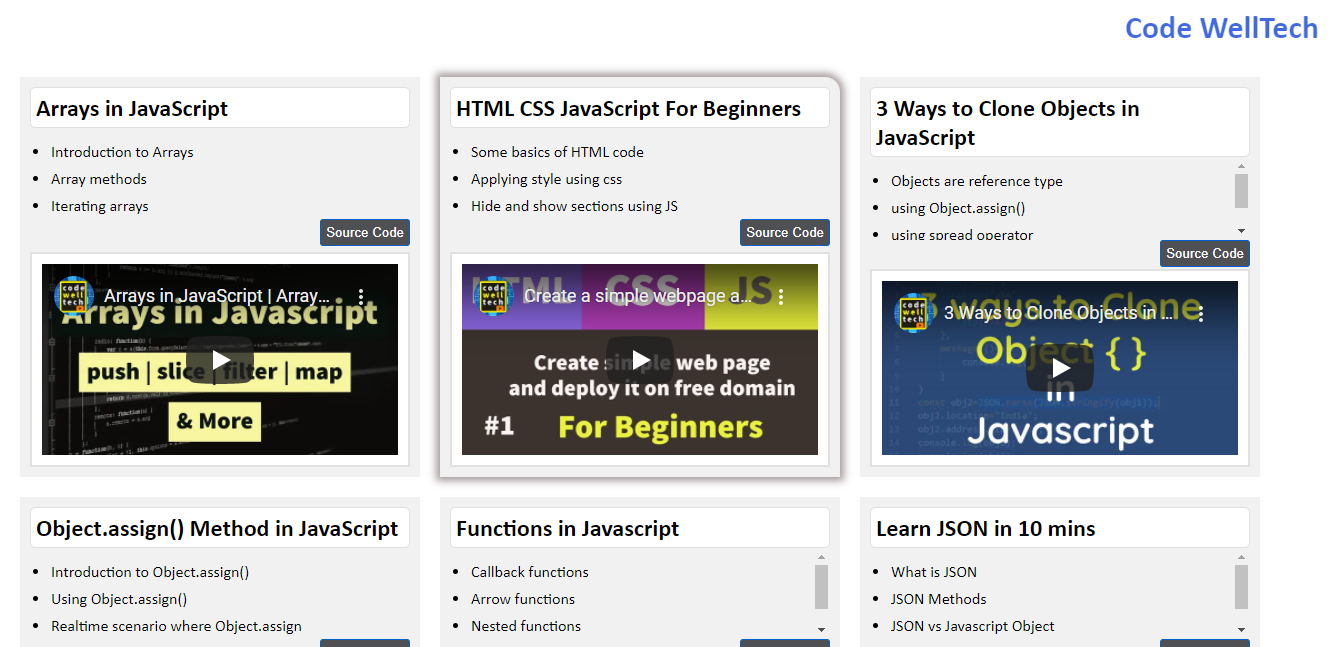 Code WellTech
Arrays in JavaScript
Introduction to Arrays
Array methods
Iterating arrays
Source Code
code
well
tech
Arrays in JavaScript | Array...
Arrays in Javascript
push | slice | filter | map
& More
HTML CSS JavaScript For Beginners
Some basics of HTML code
Applying style using css
Hide and show sections using JS
Source Code
HTML CSS JS
code
well
tech
Create a simple webpage a...
Create simple web page
and deploy it on free domain
#1 For Beginners
3 Ways to Clone Objects in
JavaScript
Objects are reference type
using Object.assign()
using spread operator
Source Code
code
well
tech
3 Ways to Clone Objects in ...
3 ways to Clone
Object { }
in
Javascript
Object.assign() Method in JavaScript
Introduction to Object.assign()
Using Object.assign()
Realtime scenario where Object.assign
Functions in Javascript
Callback functions
Arrow functions
Nested functions
Learn JSON in 10 mins
What is JSON
JSON Methods
JSON vs Javascript Object